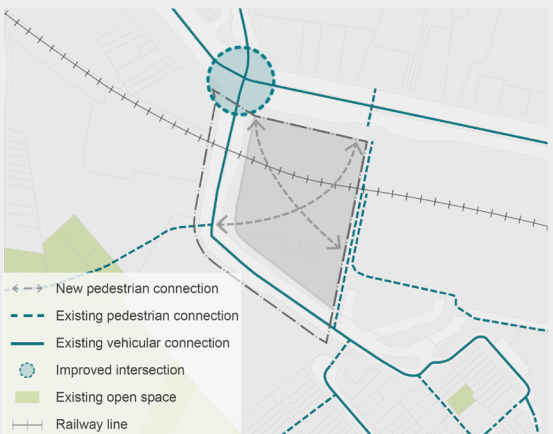 New pedestrian connection
Existing pedestrian connection
Existing vehicular connection
Improved intersection
Existing open space
Railway line